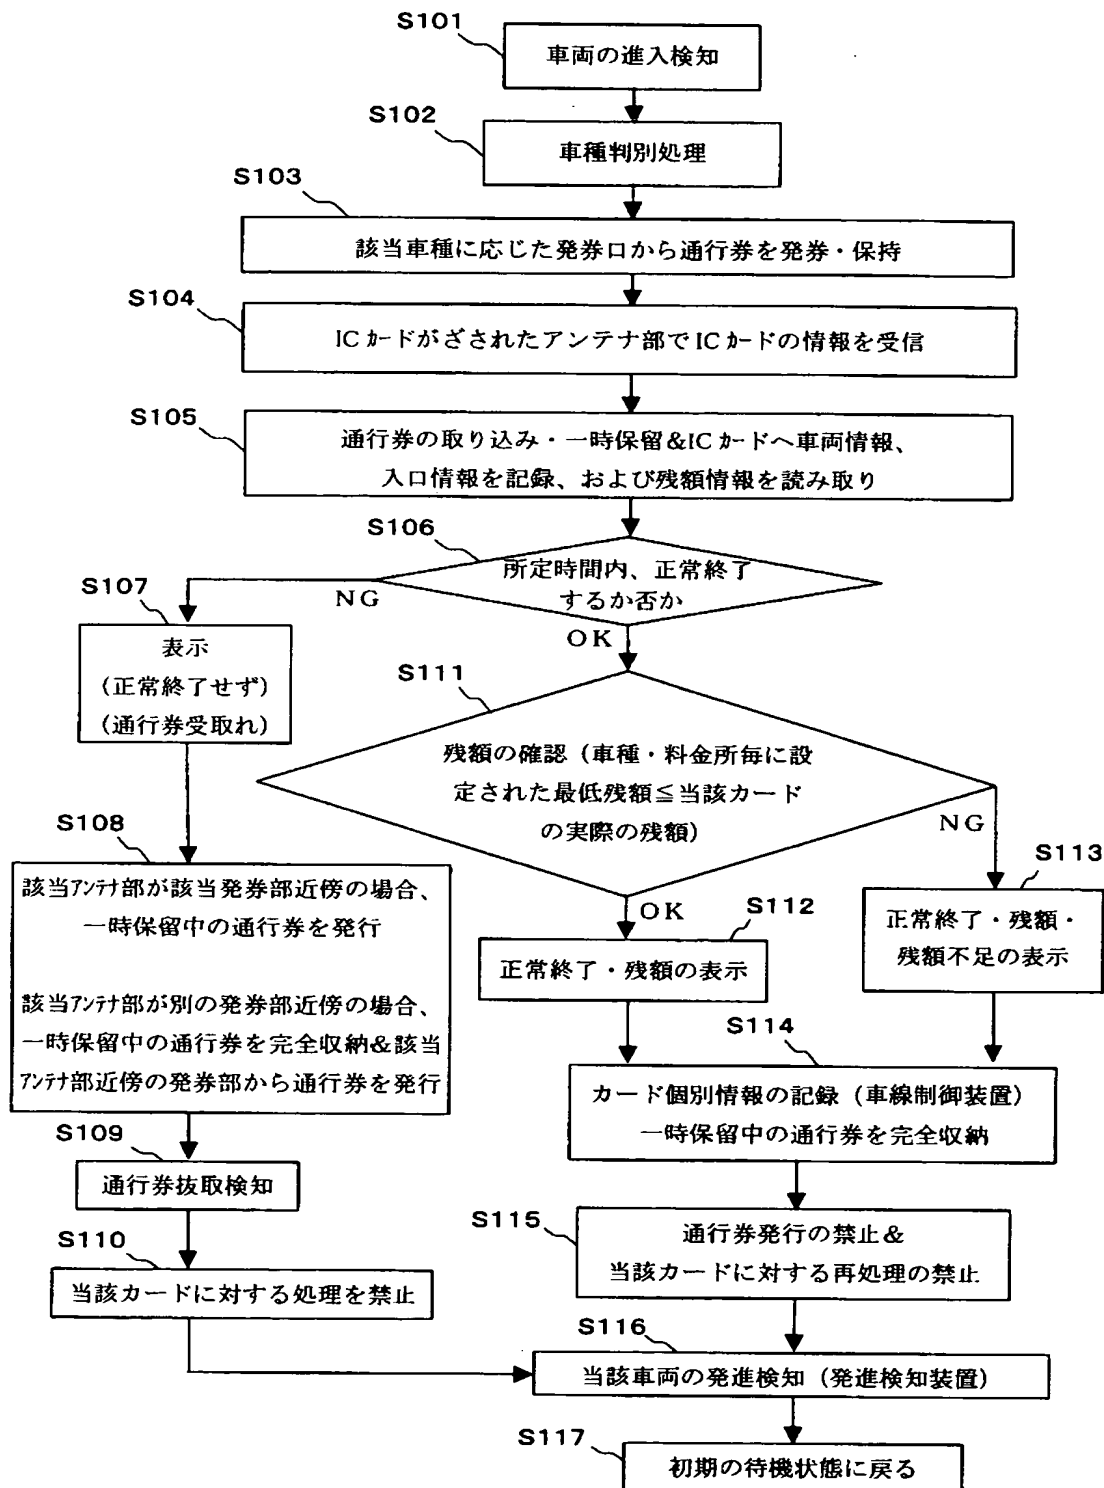 S101
車両の進入検知
S102
車種判別処理
S103
該当車種に応じた発券口から通行券を発券・保持
S104
ICカードがざされたアンテナ部でICカードの情報を受信
S105
通行券の取り込み・一時保留&ICカードへ車両情報、
入口情報を記録、および残額情報を読み取り
S106
所定時間内、正常終了
するか否か
NG
OK
S107
表示
(正常終了せず)
(通行券受取れ)
S111
残額の確認(車種・料金所毎に設
定された最低残額≦当該カード
の実際の残額)
NG
OK
S108
該当アンテナ部が該当発券部近傍の場合、
一時保留中の通行券を発行
該当アンテナ部が別の発券部近傍の場合、
一時保留中の通行券を完全収納&該当
アンテナ部近傍の発券部から通行券を発行
S112
正常終了・残額の表示
S113
正常終了・残額・
残額不足の表示
S114
カード個別情報の記録(車線制御装置)
一時保留中の通行券を完全収納
S109
通行券抜取検知
S115
通行券発行の禁止&
当該カードに対する再処理の禁止
S110
当該カードに対する処理を禁止
S116
当該車両の発進検知(発進検知装置)
S117
初期の待機状態に戻る